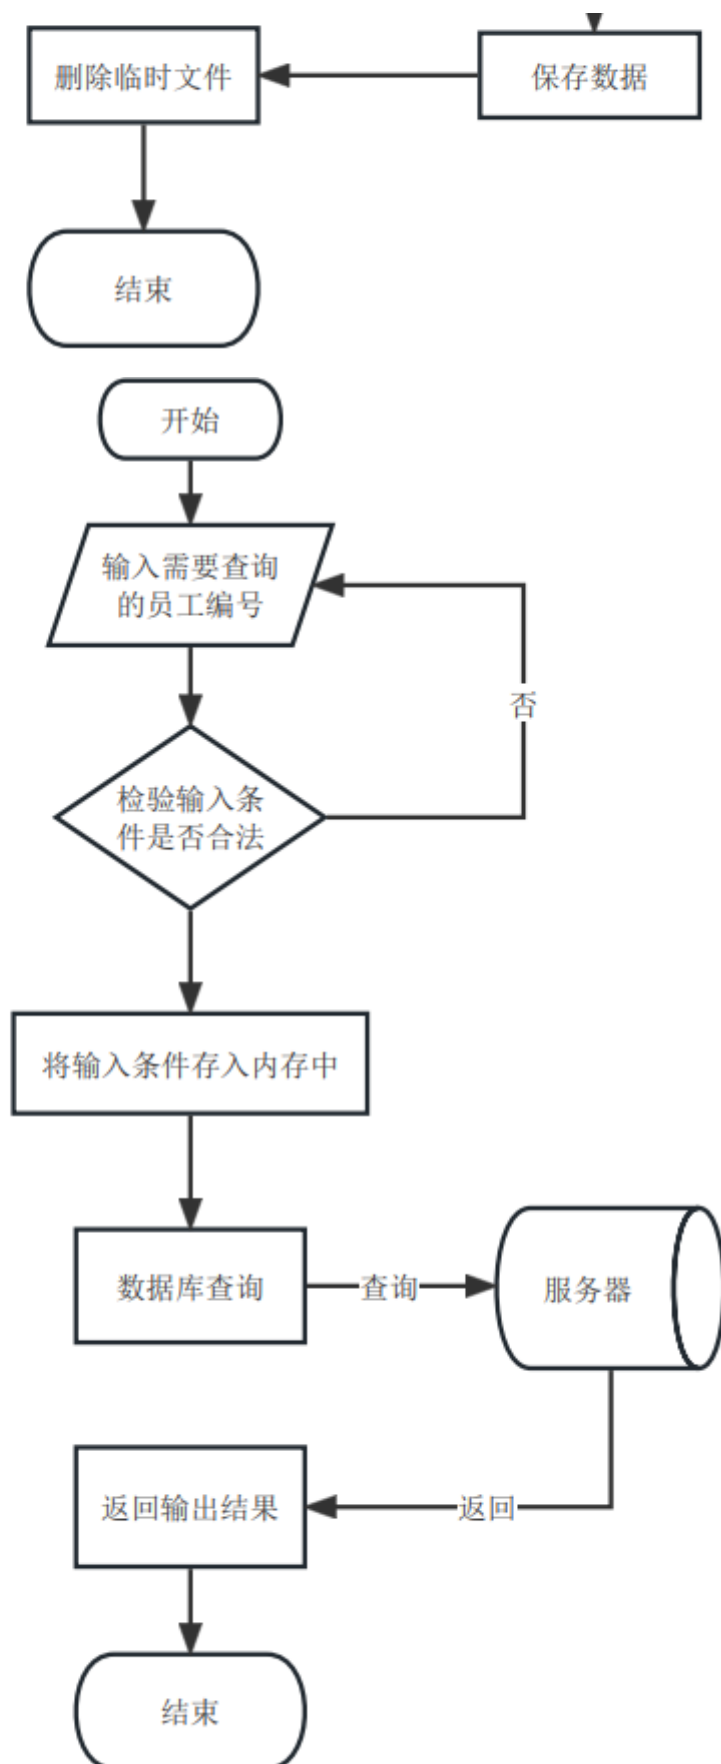 删除临时文件
保存数据
结束
开始
输入需要查询
的员工编号
否
检验输入条
件是否合法
将输入条件存入内存中
数据库查询
查询
服务器
返回输出结果
返回
结束